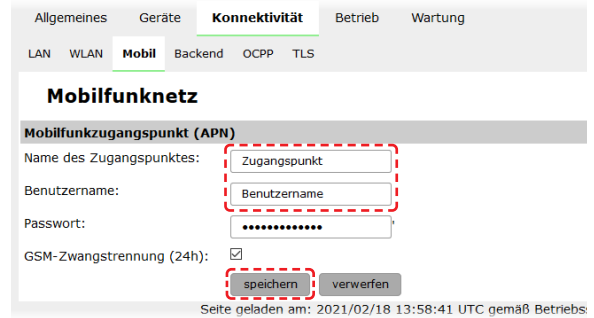 Allgemeines Geräte Konnektivität Betrieb Wartung
LAN WLAN Mobil Backend OCPP TLS
Mobilfunknetz
Mobilfunkzugangspunkt (APN)
Name des Zugangspunktes: Zugangspunkt
Benutzername: Benutzername
Passwort: •••••••••••••
GSM-Zwangstrennung (24h):
speichern verwerfen
Seite geladen am: 2021/02/18 13:58:41 UTC gemäß